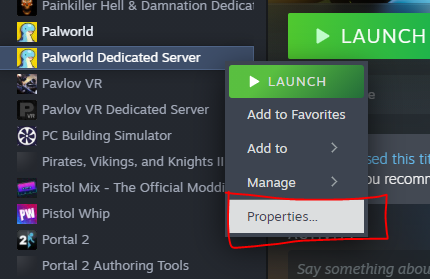 Painkiller Hell & Damnation Dedicat
Palworld
Palworld Dedicated Server
Pavlov VR
Pavlov VR Dedicated Server
PC Building Simulator
Pirates, Vikings, and Knights II
Pistol Mix - The Official Moddi
Pistol Whip
Portal 2
Portal 2 Authoring Tools
LAUNCH
Add to Favorites
Add to
Manage
Properties...
LAUNCH
e
sed this tit
ou recomm
Say something about